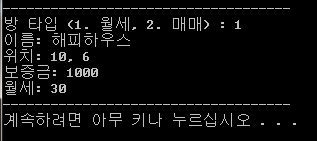 ----------------------------------------
방 타입 (1. 월세, 2. 매매) : 1
이름: 해피하우스
위치: 10, 6
보증금: 1000
월세: 30
----------------------------------------
계속하려면 아무 키나 누르십시오 . . .